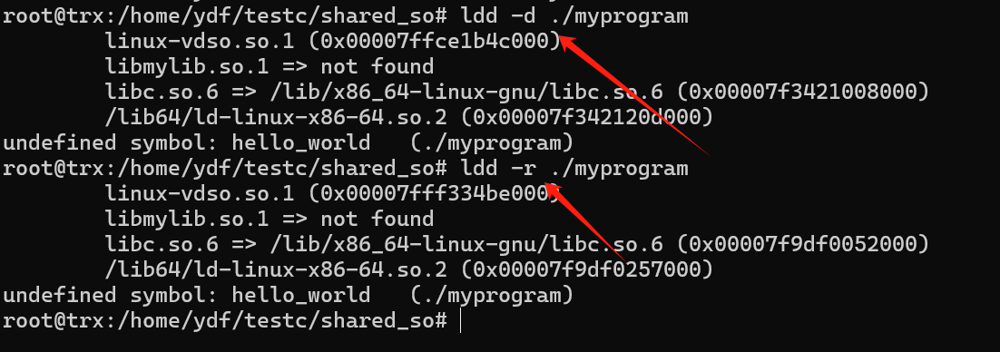 root@trx:/home/ydf/testc/shared_so# ldd -d ./myprogram
linux-vdso.so.1 (0x00007ffce1b4c000)
libmylib.so.1 => not found
libc.so.6 => /lib/x86_64-linux-gnu/libc.so.6 (0x00007f3421008000)
/lib64/ld-linux-x86-64.so.2 (0x00007f342120d000)
undefined symbol: hello_world (./myprogram)
root@trx:/home/ydf/testc/shared_so# ldd -r ./myprogram
linux-vdso.so.1 (0x00007fff334be000)
libmylib.so.1 => not found
libc.so.6 => /lib/x86_64-linux-gnu/libc.so.6 (0x00007f9df0052000)
/lib64/ld-linux-x86-64.so.2 (0x00007f9df0257000)
undefined symbol: hello_world (./myprogram)
root@trx:/home/ydf/testc/shared_so#